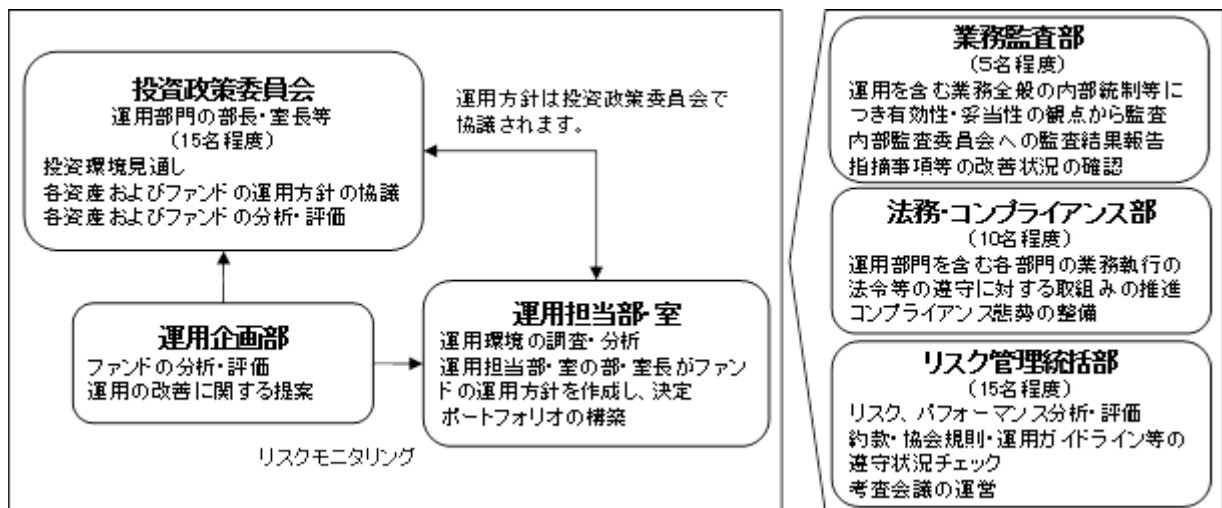 投資政策委員会
運用部門の部長・室長等
(15名程度)
投資環境見通し
各資産およびファンドの運用方針の協議
各資産およびファンドの分析・評価
運用方針は投資政策委員会で
協議されます。
運用企画部
ファンドの分析・評価
運用の改善に関する提案
運用担当部・室
運用環境の調査・分析
運用担当部・室の部・室長がファン
ドの運用方針を作成し、決定
ポートフォリオの構築
リスクモニタリング
業務監査部
(5名程度)
運用を含む業務全般の内部統制等に
つき有効性・妥当性の観点から監査
内部監査委員会への監査結果報告
指摘事項等の改善状況の確認
法務・コンプライアンス部
(10名程度)
運用部門を含む各部門の業務執行の
法令等の遵守に対する取組みの推進
コンプライアンス態勢の整備
リスク管理統括部
(15名程度)
リスク、パフォーマンス分析・評価
約款・協会規則・運用ガイドライン等の
遵守状況チェック
考査会議の運営